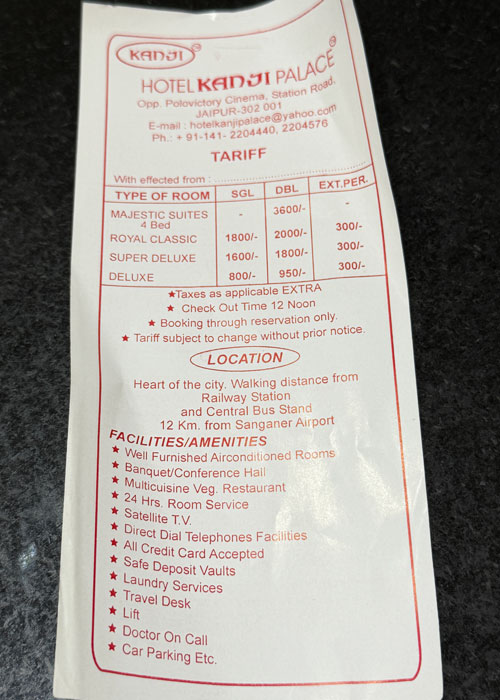 KANJI ®
HOTEL KANJI PALACE ®
Opp. Polovictory Cinema, Station Road,
JAIPUR-302 001
E-mail : hotelkanjipalace@yahoo.com
Ph.: + 91-141- 2204440, 2204576
TARIFF
With effected from :
TYPE OF ROOM SGL DBL EXT.PER.
MAJESTIC SUITES - 3600/- -
4 Bed
ROYAL CLASSIC 1800/- 2000/- 300/-
SUPER DELUXE 1600/- 1800/- 300/-
DELUXE 800/- 950/- 300/-
★Taxes as applicable EXTRA
★ Check Out Time 12 Noon
★ Booking through reservation only.
★ Tariff subject to change without prior notice.
LOCATION
Heart of the city. Walking distance from
Railway Station
and Central Bus Stand
12 Km. from Sanganer Airport
FACILITIES/AMENITIES
★ Well Furnished Airconditioned Rooms
★ Banquet/Conference Hall
★ Multicuisine Veg. Restaurant
★ 24 Hrs. Room Service
★ Satellite T.V.
★ Direct Dial Telephones Facilities
★ All Credit Card Accepted
★ Safe Deposit Vaults
★ Laundry Services
★ Travel Desk
★ Lift
★ Doctor On Call
★ Car Parking Etc.